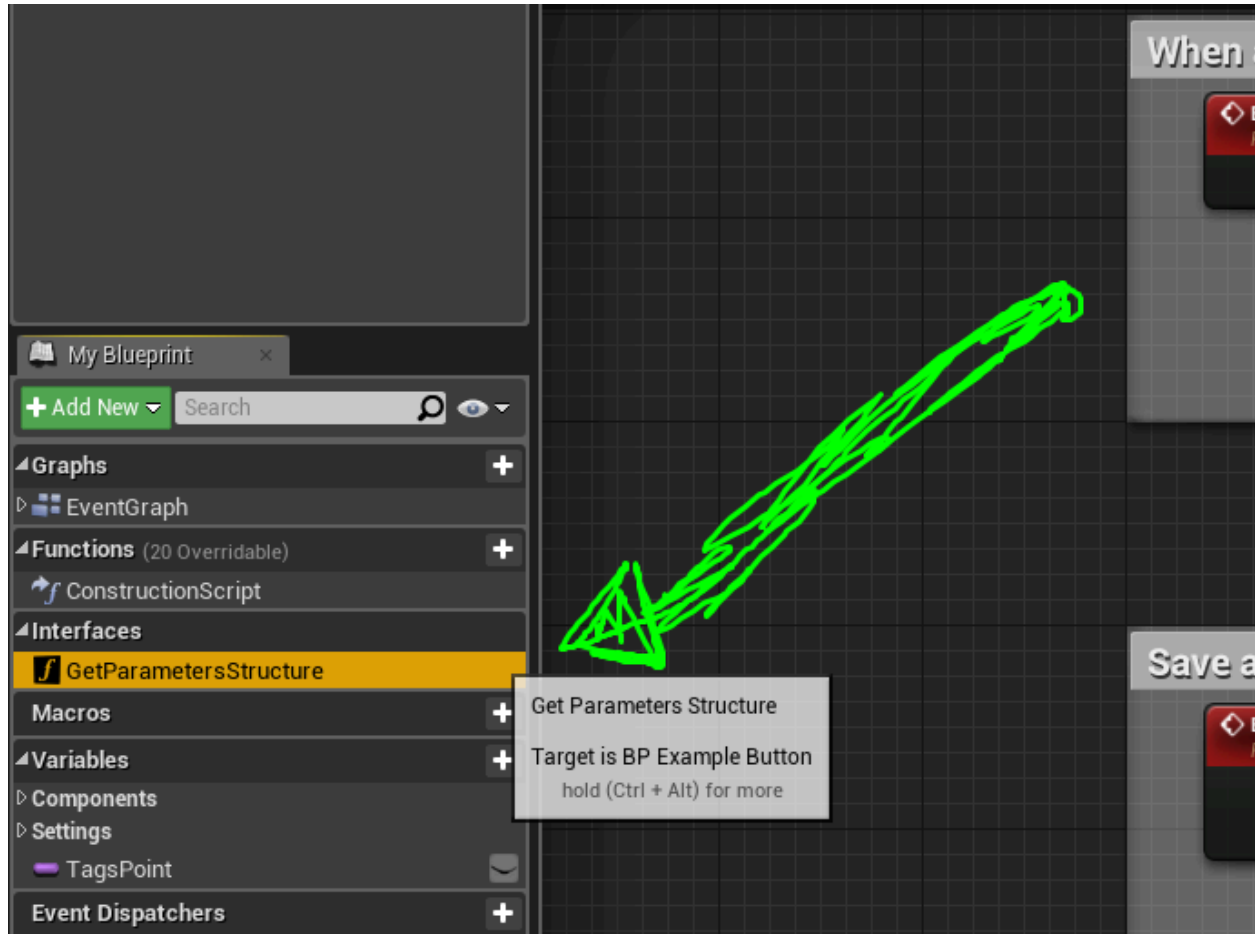 When
My Blueprint
Add New
Search
Graphs
EventGraph
Functions (20 Overridable)
ConstructionScript
Interfaces
GetParametersStructure
Macros
Variables
Components
Settings
TagsPoint
Event Dispatchers
Get Parameters Structure
Target is BP Example Button
hold (Ctrl + Alt) for more
Save a